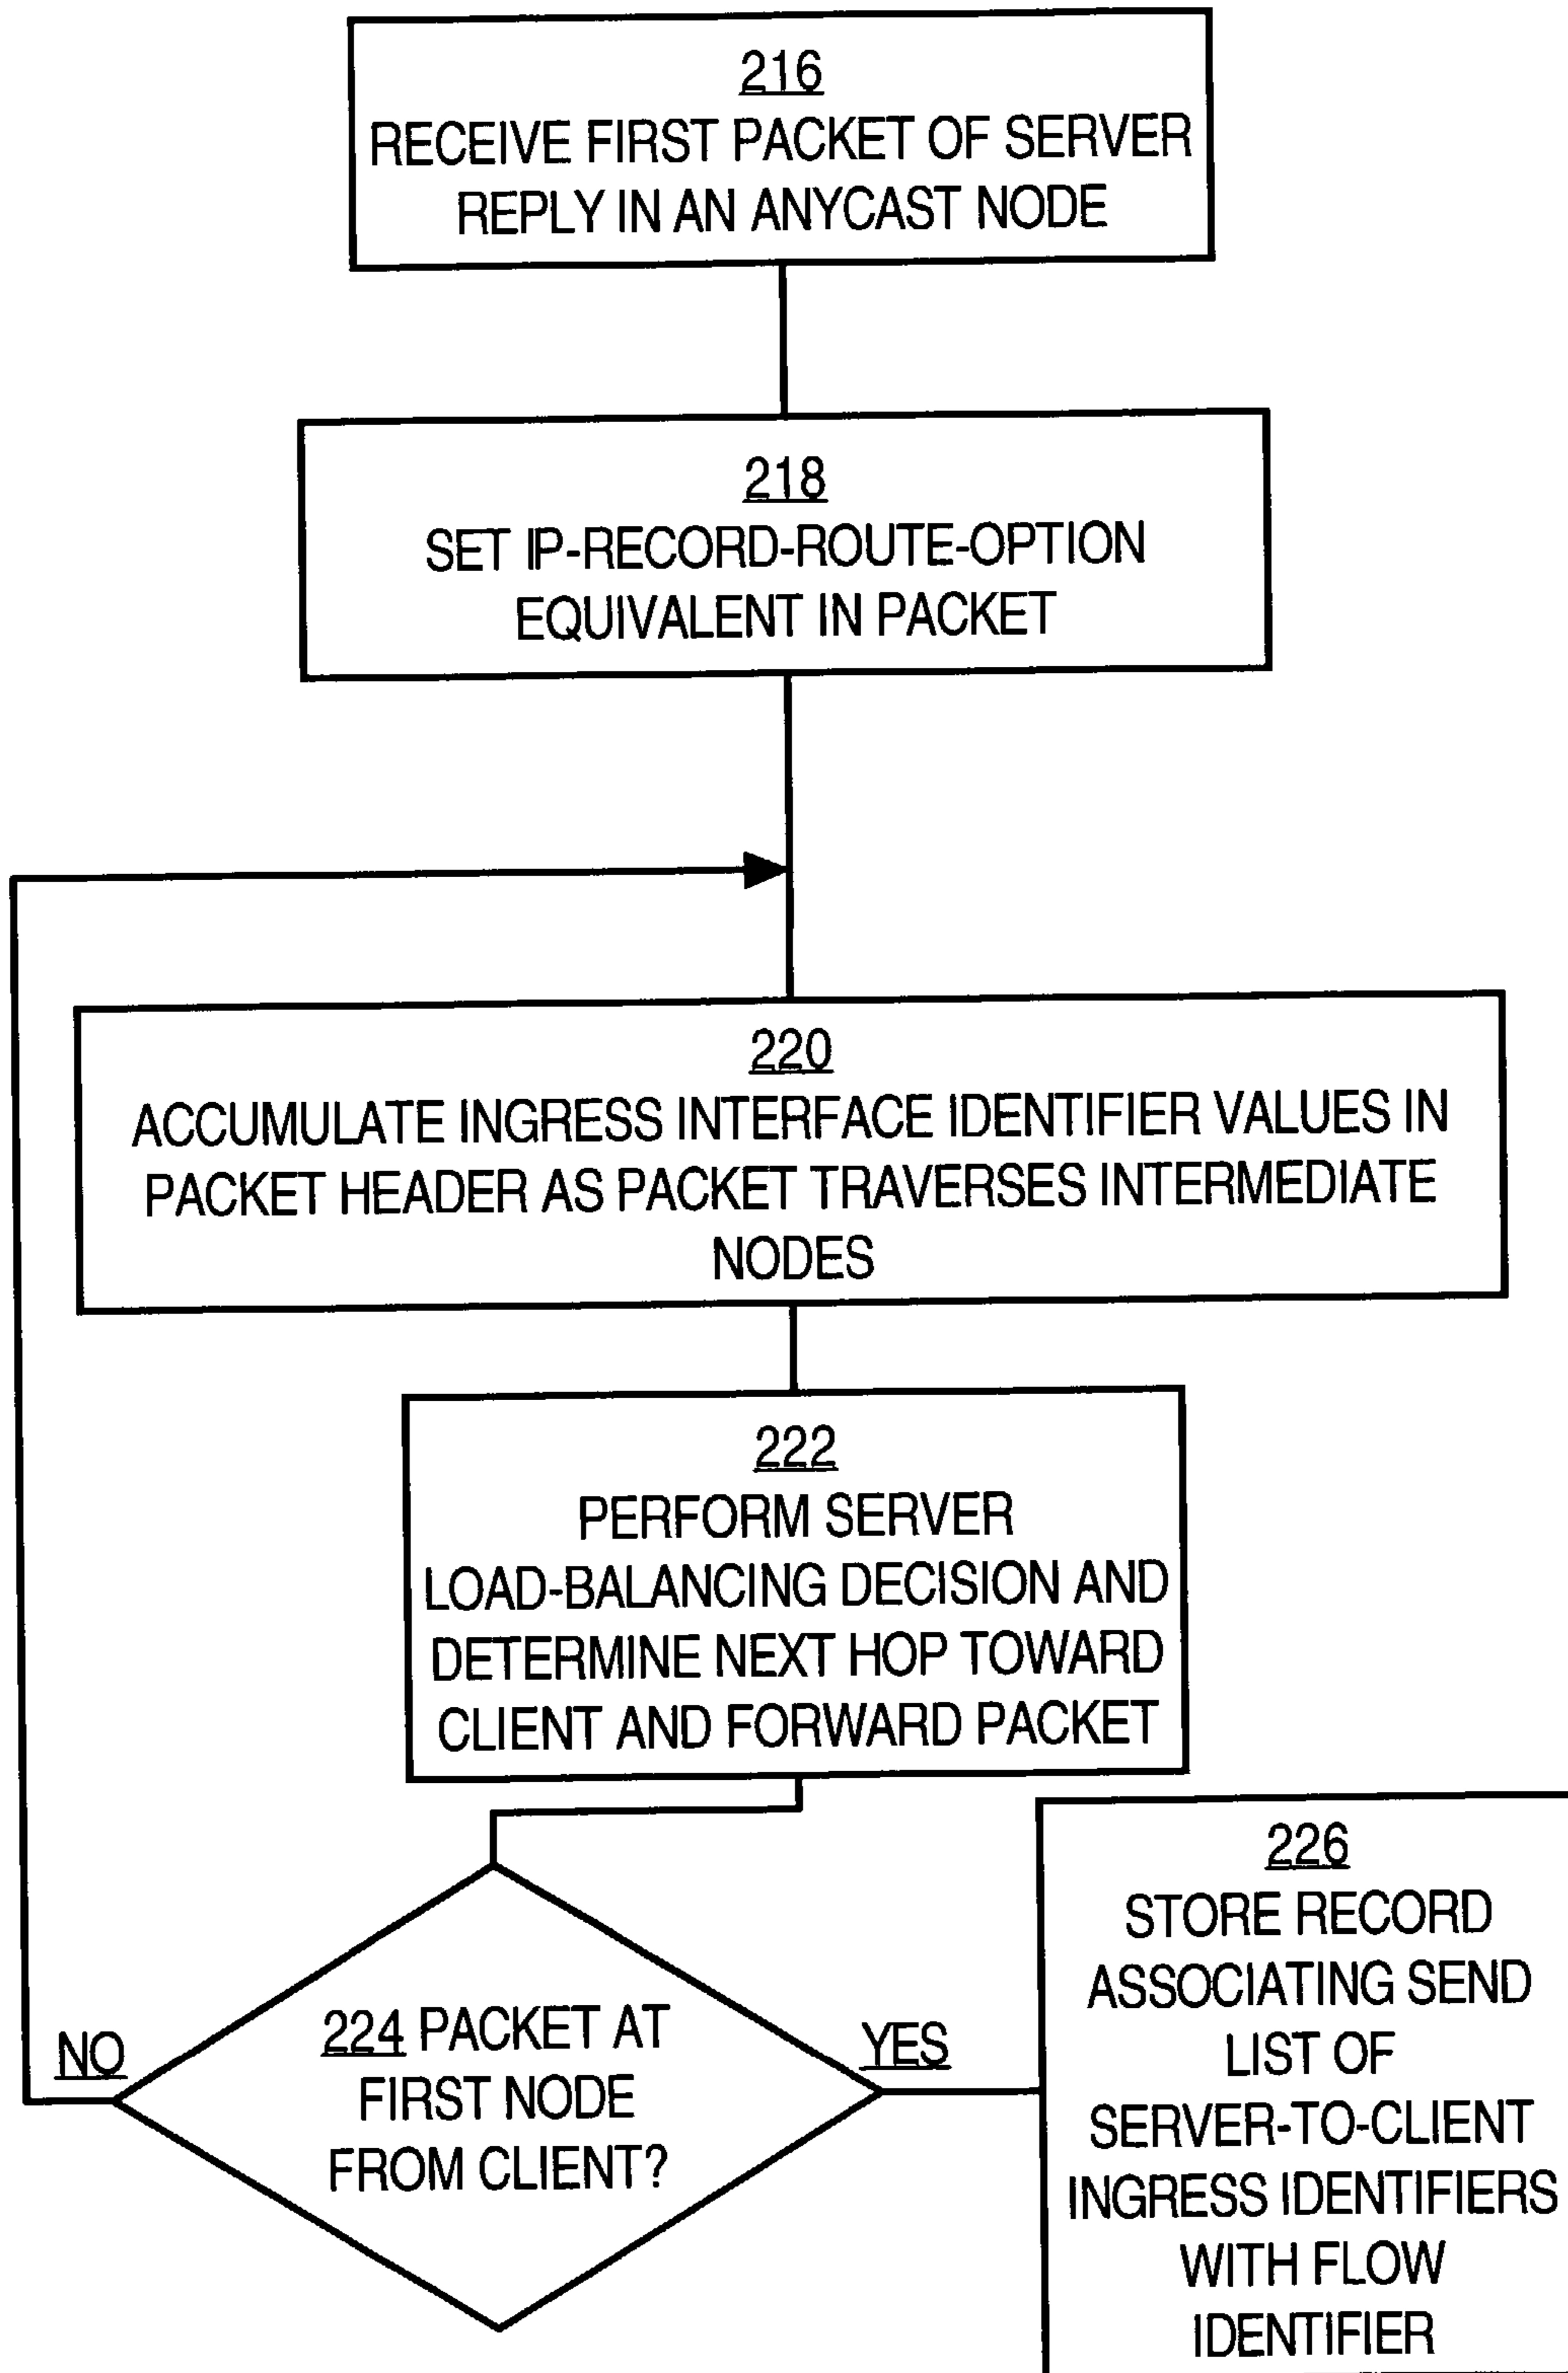 216
RECEIVE FIRST PACKET OF SERVER
REPLY IN AN ANYCAST NODE
218
SET IP-RECORD-ROUTE-OPTION
EQUIVALENT IN PACKET
220
ACCUMULATE INGRESS INTERFACE IDENTIFIER VALUES IN
PACKET HEADER AS PACKET TRAVERSES INTERMEDIATE
NODES
222
PERFORM SERVER
LOAD-BALANCING DECISION AND
DETERMINE NEXT HOP TOWARD
CLIENT AND FORWARD PACKET
224 PACKET AT
FIRST NODE
FROM CLIENT?
NO
YES
226
STORE RECORD
ASSOCIATING SEND
LIST OF
SERVER-TO-CLIENT
INGRESS IDENTIFIERS
WITH FLOW
IDENTIFIER